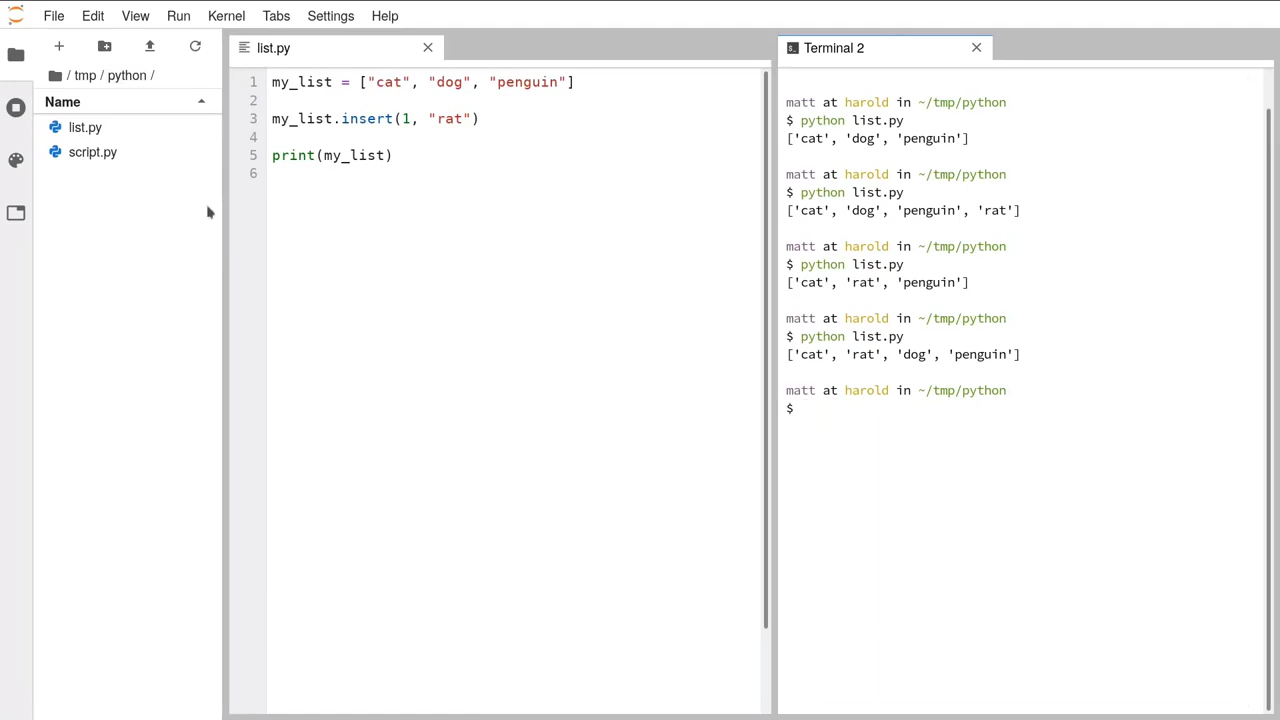 File Edit View Run Kernel Tabs Settings Help
/ tmp / python /
Name
list.py
script.py
list.py
1 my_list = ["cat", "dog", "penguin"]
2
3 my_list.insert(1, "rat")
4
5 print(my_list)
6
Terminal 2
matt at harold in ~/tmp/python
$ python list.py
['cat', 'dog', 'penguin']
matt at harold in ~/tmp/python
$ python list.py
['cat', 'dog', 'penguin', 'rat']
matt at harold in ~/tmp/python
$ python list.py
['cat', 'rat', 'penguin']
matt at harold in ~/tmp/python
$ python list.py
['cat', 'rat', 'dog', 'penguin']
matt at harold in ~/tmp/python
$